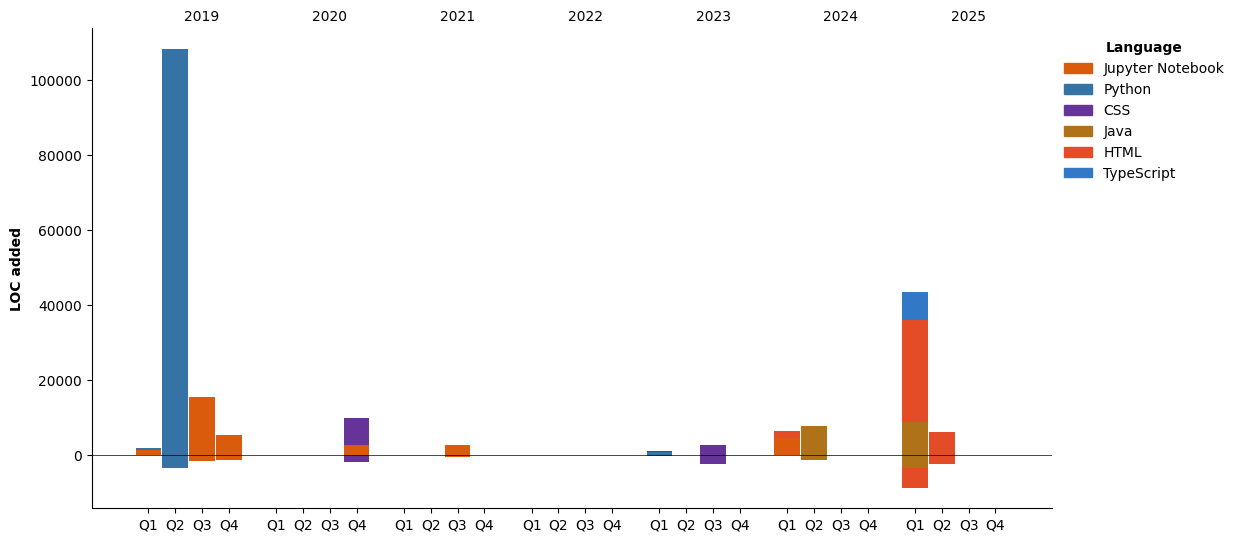 2019 2020 2021 2022 2023 2024 2025
Language
Jupyter Notebook
Python
CSS
Java
HTML
TypeScript
LOC added
100000
80000
60000
40000
20000
0
Q1 Q2 Q3 Q4 Q1 Q2 Q3 Q4 Q1 Q2 Q3 Q4 Q1 Q2 Q3 Q4 Q1 Q2 Q3 Q4 Q1 Q2 Q3 Q4 Q1 Q2 Q3 Q4